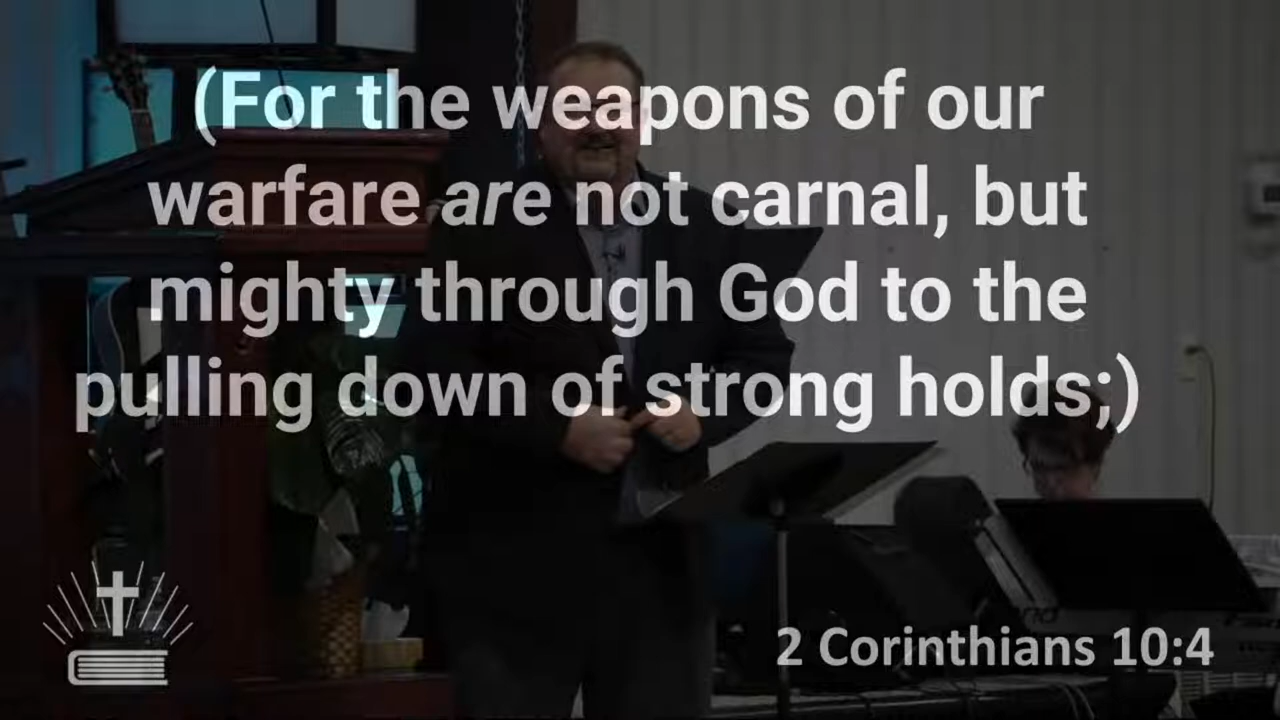 (For the weapons of our
warfare are not carnal, but
mighty through God to the
pulling down of strong holds;)
2 Corinthians 10:4